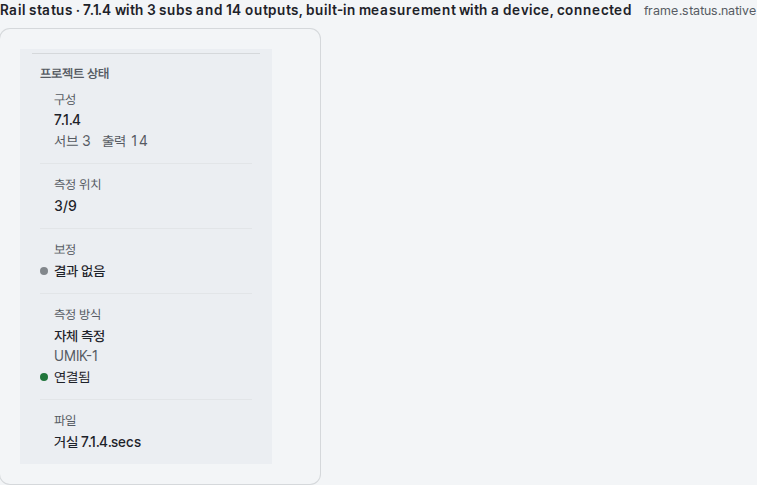 Rail status · 7.1.4 with 3 subs and 14 outputs, built-in measurement with a device, connected frame.status.native
프로젝트 상태
구성
7.1.4
서브 3 출력 14
측정 위치
3/9
보정
결과 없음
측정 방식
자체 측정
UMIK-1
연결됨
파일
거실 7.1.4.secs